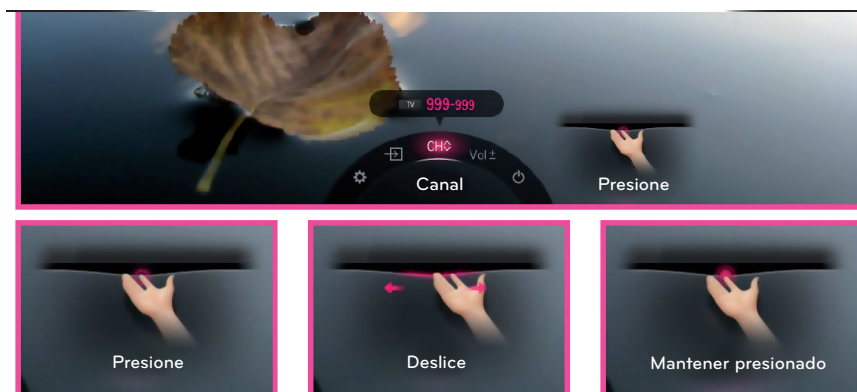 TV 999-999
CH
Vol ±
Canal
Presione
Presione
Deslice
Mantener presionado